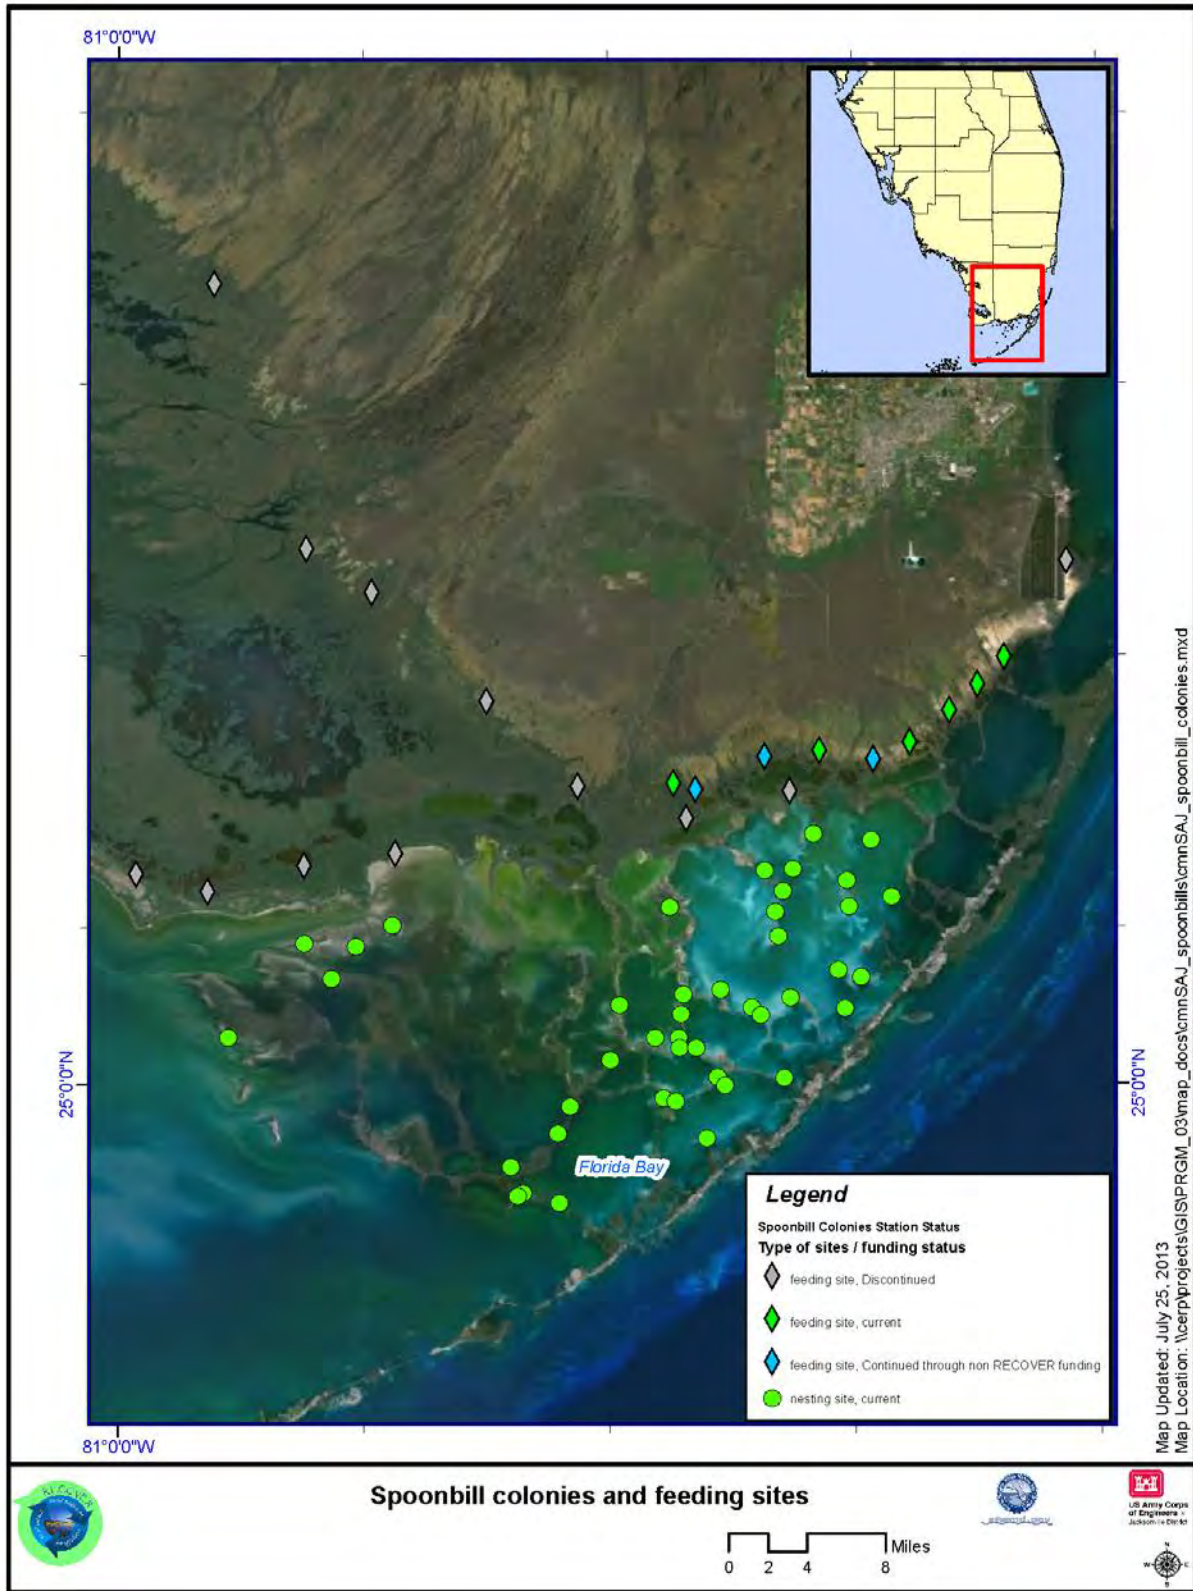 81°0'0"W
25°0'0"N
25°0'0"N
Florida Bay
Legend
Spoonbill Colonies Station Status
Type of sites / funding status
feeding site, Discontinued
feeding site, current
feeding site, Continued through non RECOVER funding
nesting site, current
81°0'0"W
Map Updated: July 25, 2013
Map Location: \\cerp\projects\GIS\PRGM_03\map_docs\cmnSAJ_spoonbills\cmnSAJ_spoonbill_colonies.mxd
RECOVER
Spoonbill colonies and feeding sites
0 2 4 8 Miles
US Army Corps
of Engineers
Jacksonville District
N
W E
S